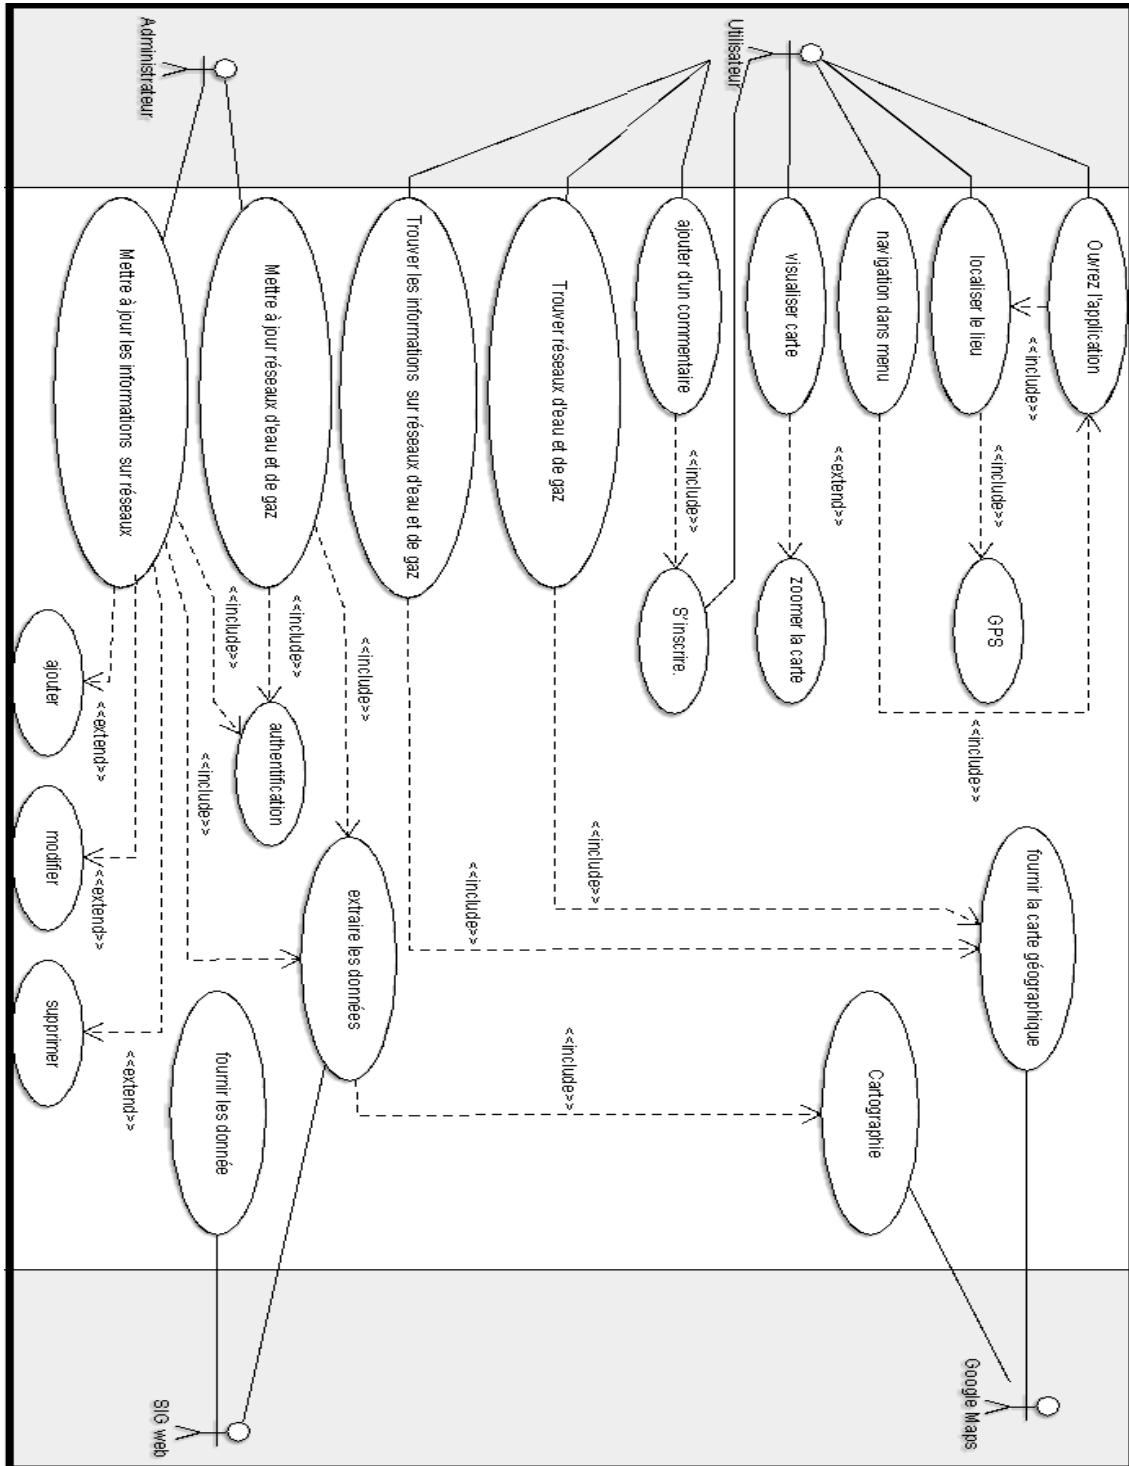 Utilisateur
Administrateur
Ouvrez l'application
<<include>>
localiser le lieu
<<include>>
GPS
navigation dans menu
<<include>>
visualiser carte
<<extend>>
zoomer la carte
ajouter d'un commentaire
<<include>>
S'inscrire.
Trouver réseaux d'eau et de gaz
<<include>>
Trouver les informations sur réseaux d'eau et de gaz
<<include>>
fournir la carte géographique
Mettre à jour réseaux d'eau et de gaz
<<include>>
<<include>>
authentification
Mettre à jour les informations sur réseaux
<<include>>
<<include>>
extraire les données
<<include>>
Cartographie
ajouter
<<extend>>
modifier
<<extend>>
supprimer
<<extend>>
fournir les donnée
Google Maps
SIG web